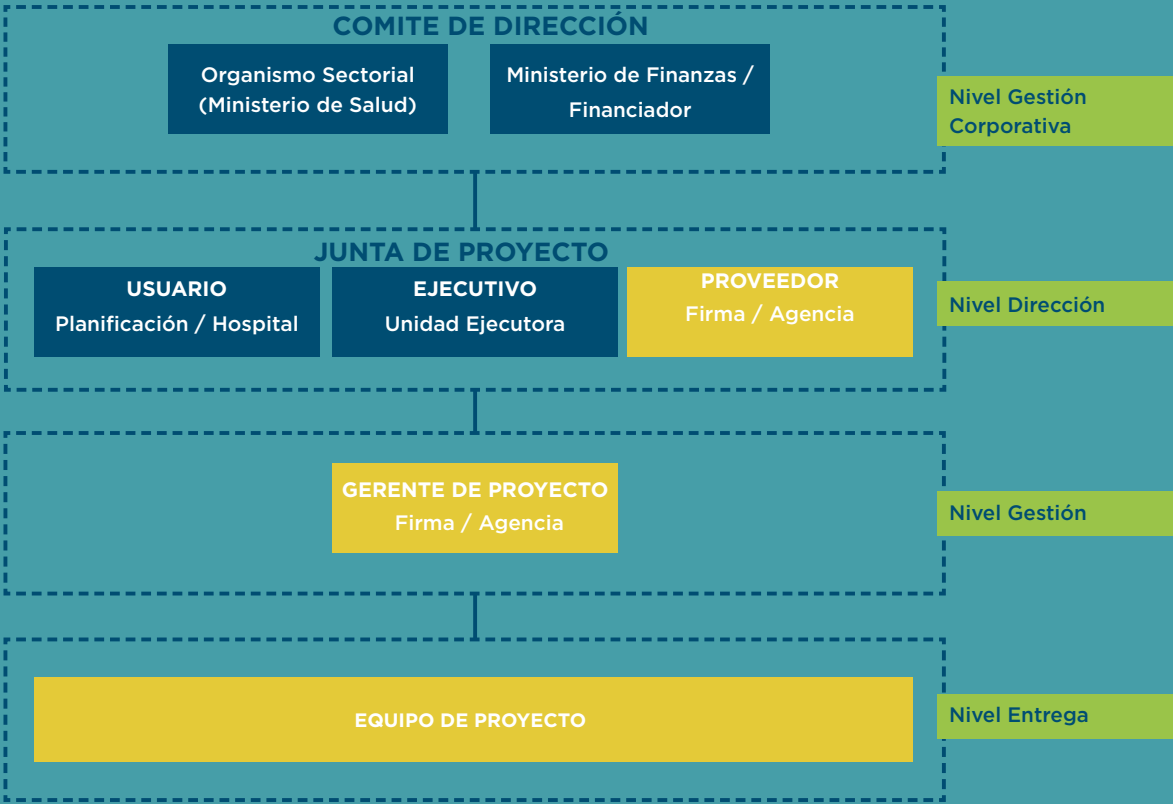 COMITE DE DIRECCIÓN
Organismo Sectorial
(Ministerio de Salud)
Ministerio de Finanzas /
Financiador
Nivel Gestión
Corporativa
JUNTA DE PROYECTO
USUARIO
Planificación / Hospital
EJECUTIVO
Unidad Ejecutora
PROVEEDOR
Firma / Agencia
Nivel Dirección
GERENTE DE PROYECTO
Firma / Agencia
Nivel Gestión
EQUIPO DE PROYECTO
Nivel Entrega